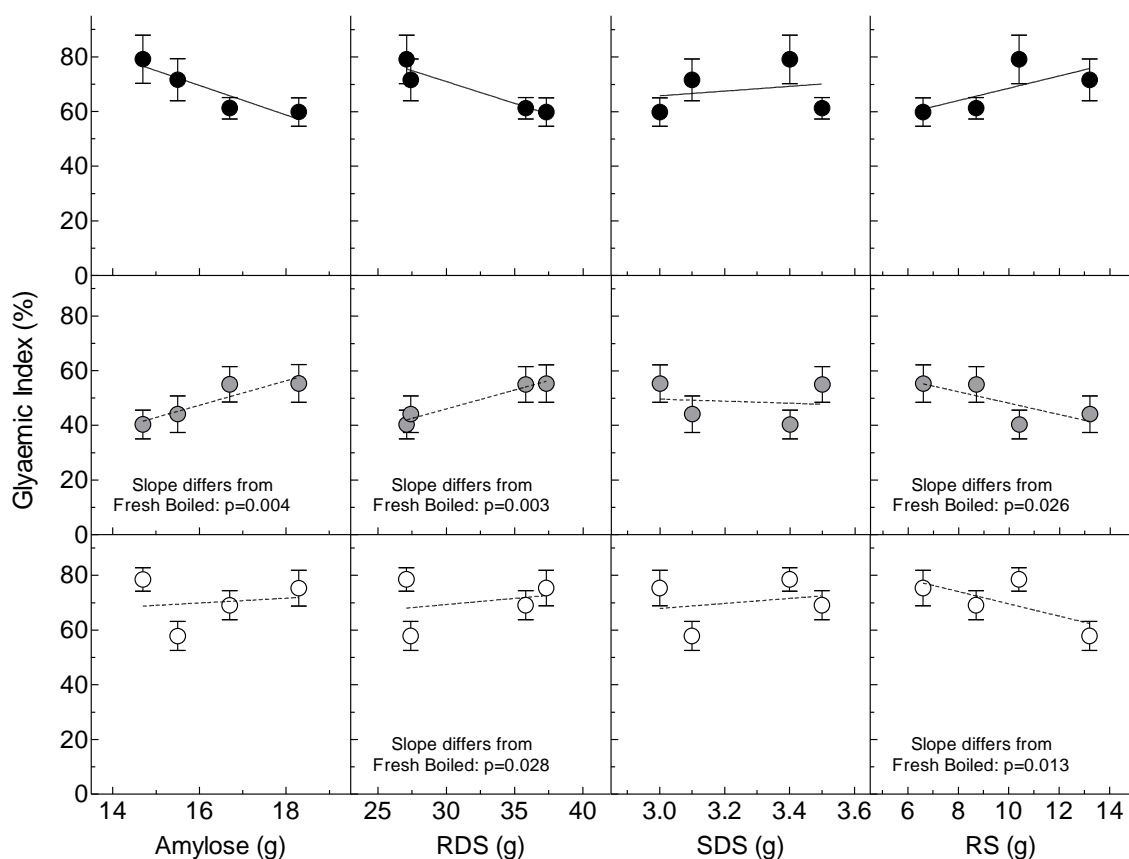 80
60
40
20
0
Glyaemic Index (%)
80
60
40
20
0
Slope differs from
Fresh Boiled: p=0.004
Slope differs from
Fresh Boiled: p=0.003
Slope differs from
Fresh Boiled: p=0.026
80
60
40
20
0
Slope differs from
Fresh Boiled: p=0.028
Slope differs from
Fresh Boiled: p=0.013
14 16 18
25 30 35 40
3.0 3.2 3.4 3.6
6 8 10 12 14
Amylose (g)
RDS (g)
SDS (g)
RS (g)